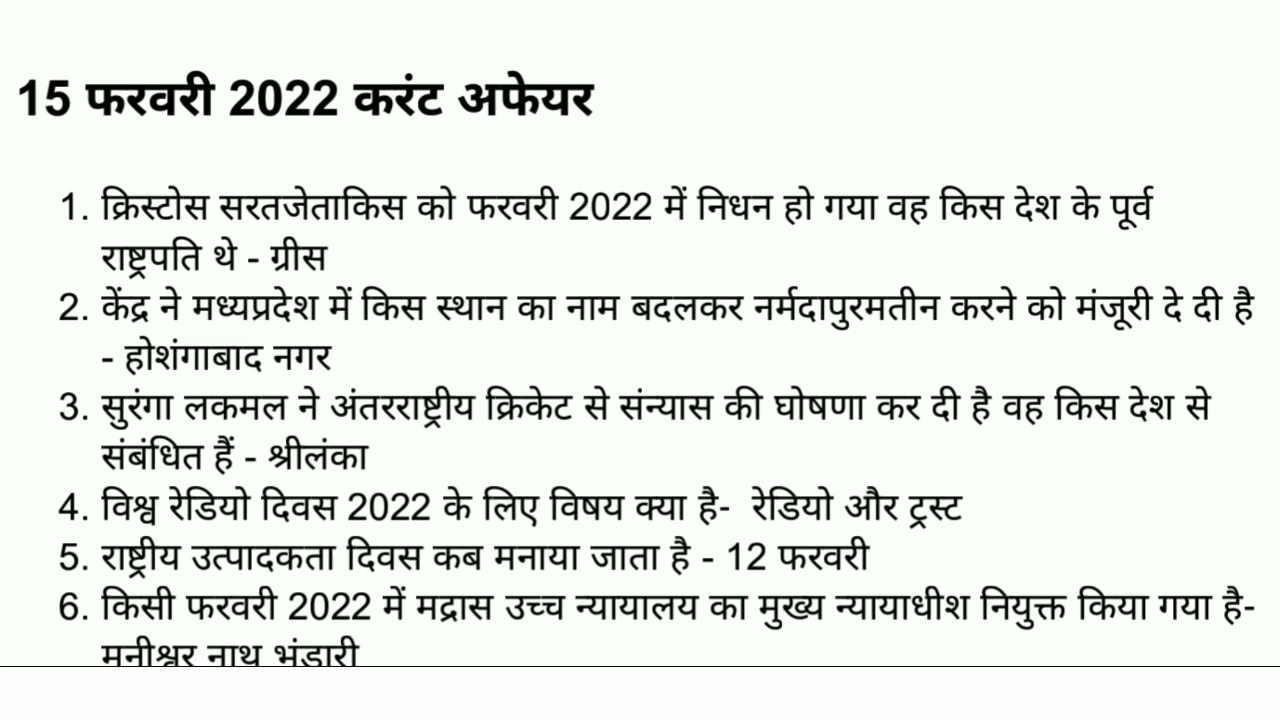 15 फरवरी 2022 करंट अफेयर
1. क्रिस्टोस सरतजेताकिस को फरवरी 2022 में निधन हो गया वह किस देश के पूर्व
राष्ट्रपति थे - ग्रीस
2. केंद्र ने मध्यप्रदेश में किस स्थान का नाम बदलकर नर्मदापुरमतीन करने को मंजूरी दे दी है
- होशंगाबाद नगर
3. सुरंगा लकमल ने अंतरराष्ट्रीय क्रिकेट से संन्यास की घोषणा कर दी है वह किस देश से
संबंधित हैं - श्रीलंका
4. विश्व रेडियो दिवस 2022 के लिए विषय क्या है-  रेडियो और ट्रस्ट
5. राष्ट्रीय उत्पादकता दिवस कब मनाया जाता है - 12 फरवरी
6. किसी फरवरी 2022 में मद्रास उच्च न्यायालय का मुख्य न्यायाधीश नियुक्त किया गया है-
मनीश्वर नाथ भंडारी